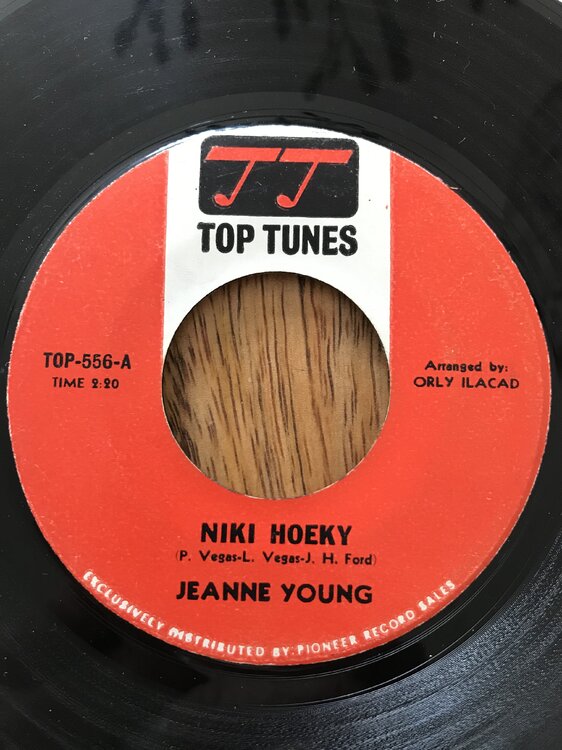 TT
TOP TUNES
TOP-556-A
TIME 2:20
Arranged by:
ORLY ILACAD
NIKI HOEKY
(P. Vegas-L. Vegas-J. H. Ford)
JEANNE YOUNG
EXCLUSIVELY DISTRIBUTED BY: PIONEER RECORD SALES